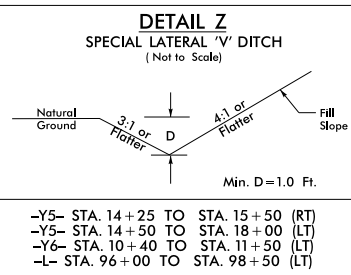 DETAIL Z
SPECIAL LATERAL 'V' DITCH
( Not to Scale)
Natural
Ground
3:1 or
Flatter
D
4:1 or
Flatter
Fill
Slope
Min. D=1.0 Ft.
-Y5- STA. 14+25 TO STA. 15+50 (RT)
-Y5- STA. 14+50 TO STA. 18+00 (LT)
-Y6- STA. 10+40 TO STA. 11+50 (LT)
-L- STA. 96+00 TO STA. 98+50 (LT)